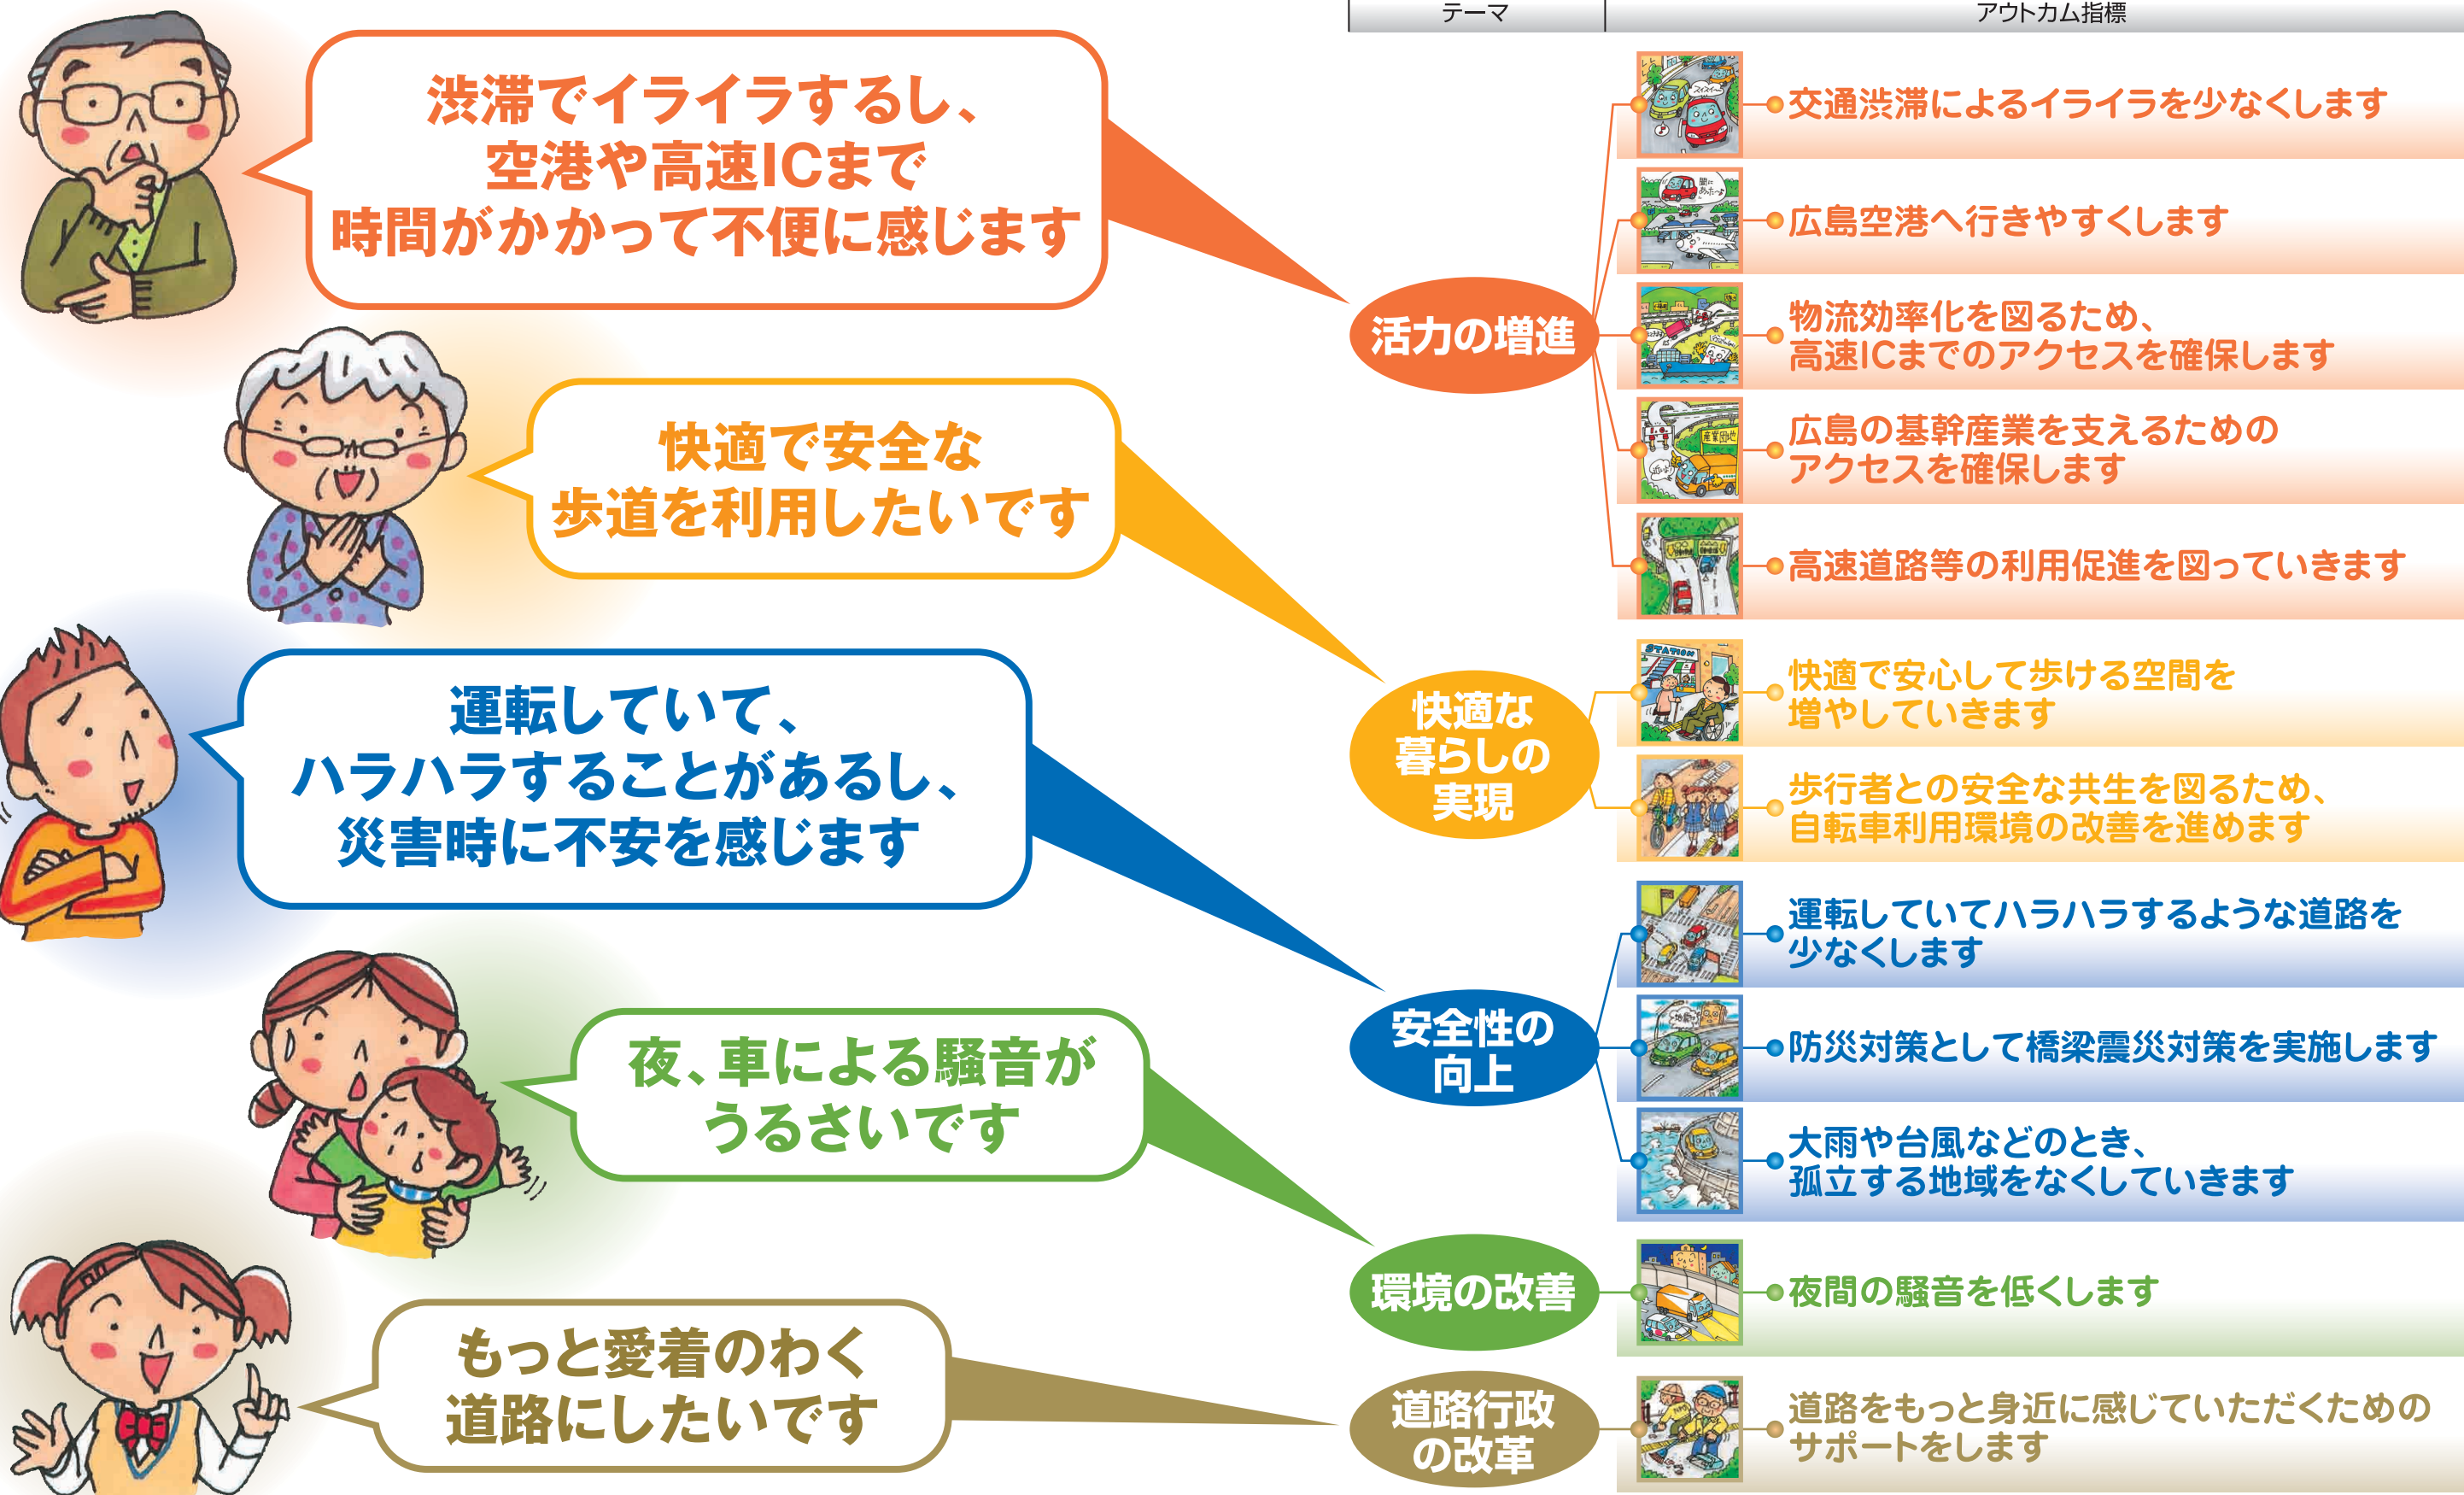 テーマ
アウトカム指標
渋滞でイライラするし、
空港や高速ICまで
時間がかかって不便に感じます
快適で安全な
歩道を利用したいです
運転していて、
ハラハラすることがあるし、
災害時に不安を感じます
夜、車による騒音が
うるさいです
もっと愛着のわく
道路にしたいです
活力の増進
交通渋滞によるイライラを少なくします
広島空港へ行きやすくします
物流効率化を図るため、
高速ICまでのアクセスを確保します
広島の基幹産業を支えるための
アクセスを確保します
産業団地
高速道路等の利用促進を図っていきます
快適な
暮らしの
実現
STATION
快適で安心して歩ける空間を
増やしていきます
歩行者との安全な共生を図るため、
自転車利用環境の改善を進めます
安全性の
向上
運転していてハラハラするような道路を
少なくします
防災対策として橋梁震災対策を実施します
大雨や台風などのとき、
孤立する地域をなくしていきます
環境の改善
夜間の騒音を低くします
道路行政
の改革
道路をもっと身近に感じていただくための
サポートをします